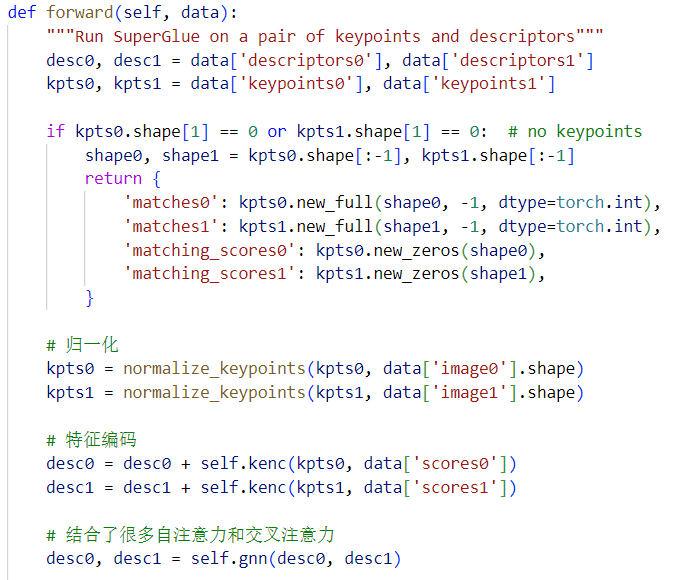 def forward(self, data):
    """Run SuperGlue on a pair of keypoints and descriptors"""
    desc0, desc1 = data['descriptors0'], data['descriptors1']
    kpts0, kpts1 = data['keypoints0'], data['keypoints1']

    if kpts0.shape[1] == 0 or kpts1.shape[1] == 0:  # no keypoints
        shape0, shape1 = kpts0.shape[:-1], kpts1.shape[:-1]
        return {
            'matches0': kpts0.new_full(shape0, -1, dtype=torch.int),
            'matches1': kpts1.new_full(shape1, -1, dtype=torch.int),
            'matching_scores0': kpts0.new_zeros(shape0),
            'matching_scores1': kpts1.new_zeros(shape1),
        }

    # 归一化
    kpts0 = normalize_keypoints(kpts0, data['image0'].shape)
    kpts1 = normalize_keypoints(kpts1, data['image1'].shape)

    # 特征编码
    desc0 = desc0 + self.kenc(kpts0, data['scores0'])
    desc1 = desc1 + self.kenc(kpts1, data['scores1'])

    # 结合了很多自注意力和交叉注意力
    desc0, desc1 = self.gnn(desc0, desc1)